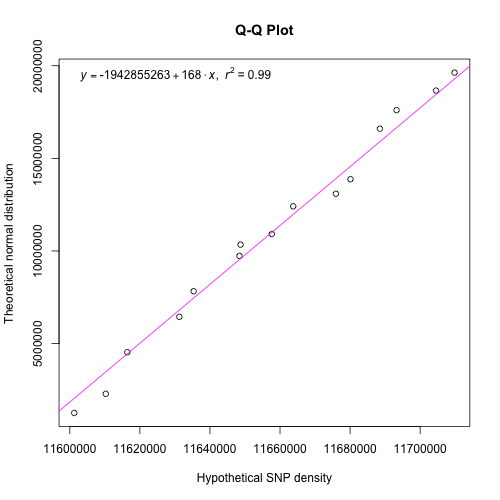 Q-Q Plot
y = -1942855263 + 168 · x, r² = 0.99
Theoretical normal distribution
20000000
15000000
10000000
5000000
11600000 11620000 11640000 11660000 11680000 11700000
Hypothetical SNP density